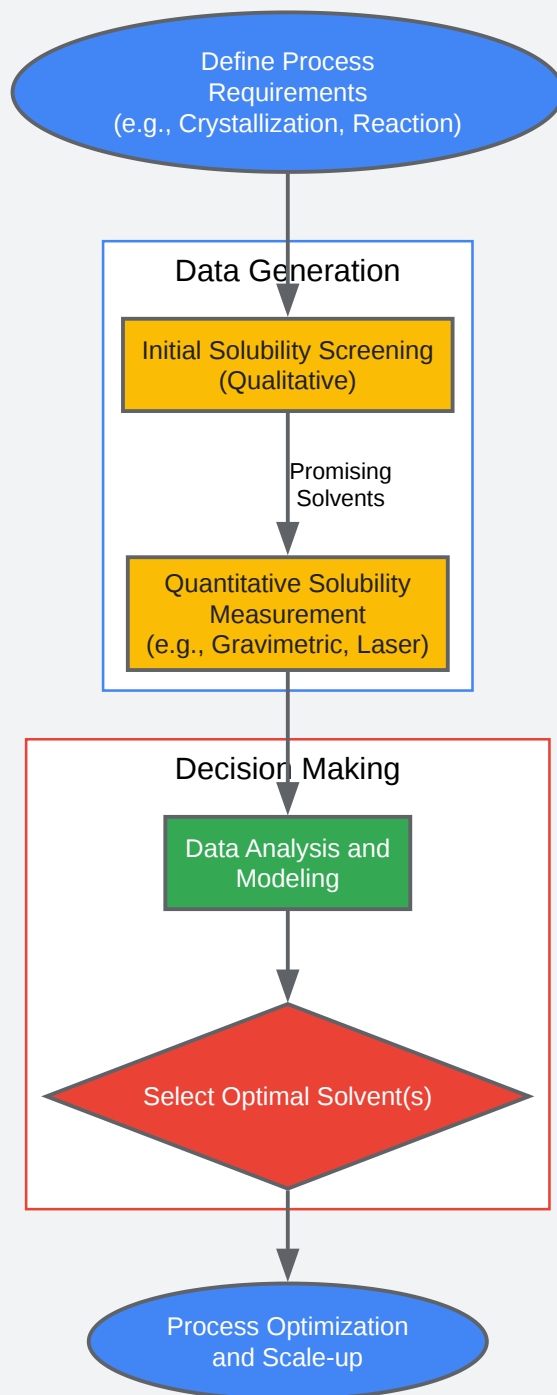 Define Process
Requirements
(e.g., Crystallization, Reaction)
Data Generation
Initial Solubility Screening
(Qualitative)
Promising
Solvents
Quantitative Solubility
Measurement
(e.g., Gravimetric, Laser)
Decision Making
Data Analysis and
Modeling
Select Optimal Solvent(s)
Process Optimization
and Scale-up